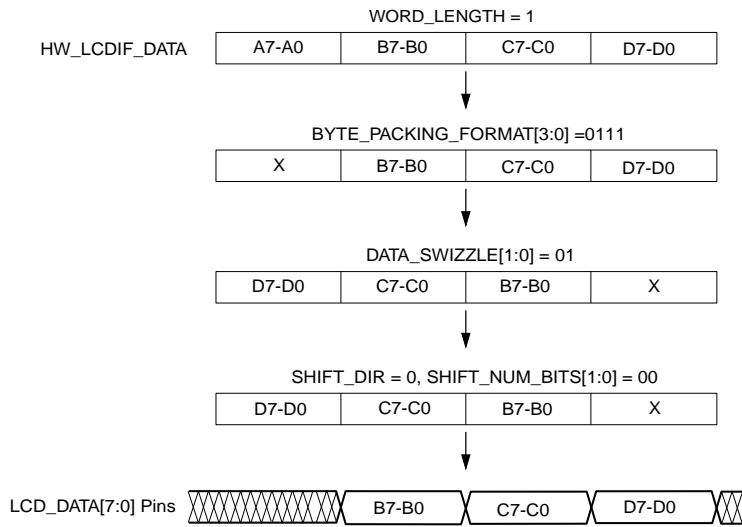 WORD_LENGTH = 1
HW_LCDIF_DATA A7-A0 B7-B0 C7-C0 D7-D0
BYTE_PACKING_FORMAT[3:0] =0111
X B7-B0 C7-C0 D7-D0
DATA_SWIZZLE[1:0] = 01
D7-D0 C7-C0 B7-B0 X
SHIFT_DIR = 0, SHIFT_NUM_BITS[1:0] = 00
D7-D0 C7-C0 B7-B0 X
LCD_DATA[7:0] Pins B7-B0 C7-C0 D7-D0